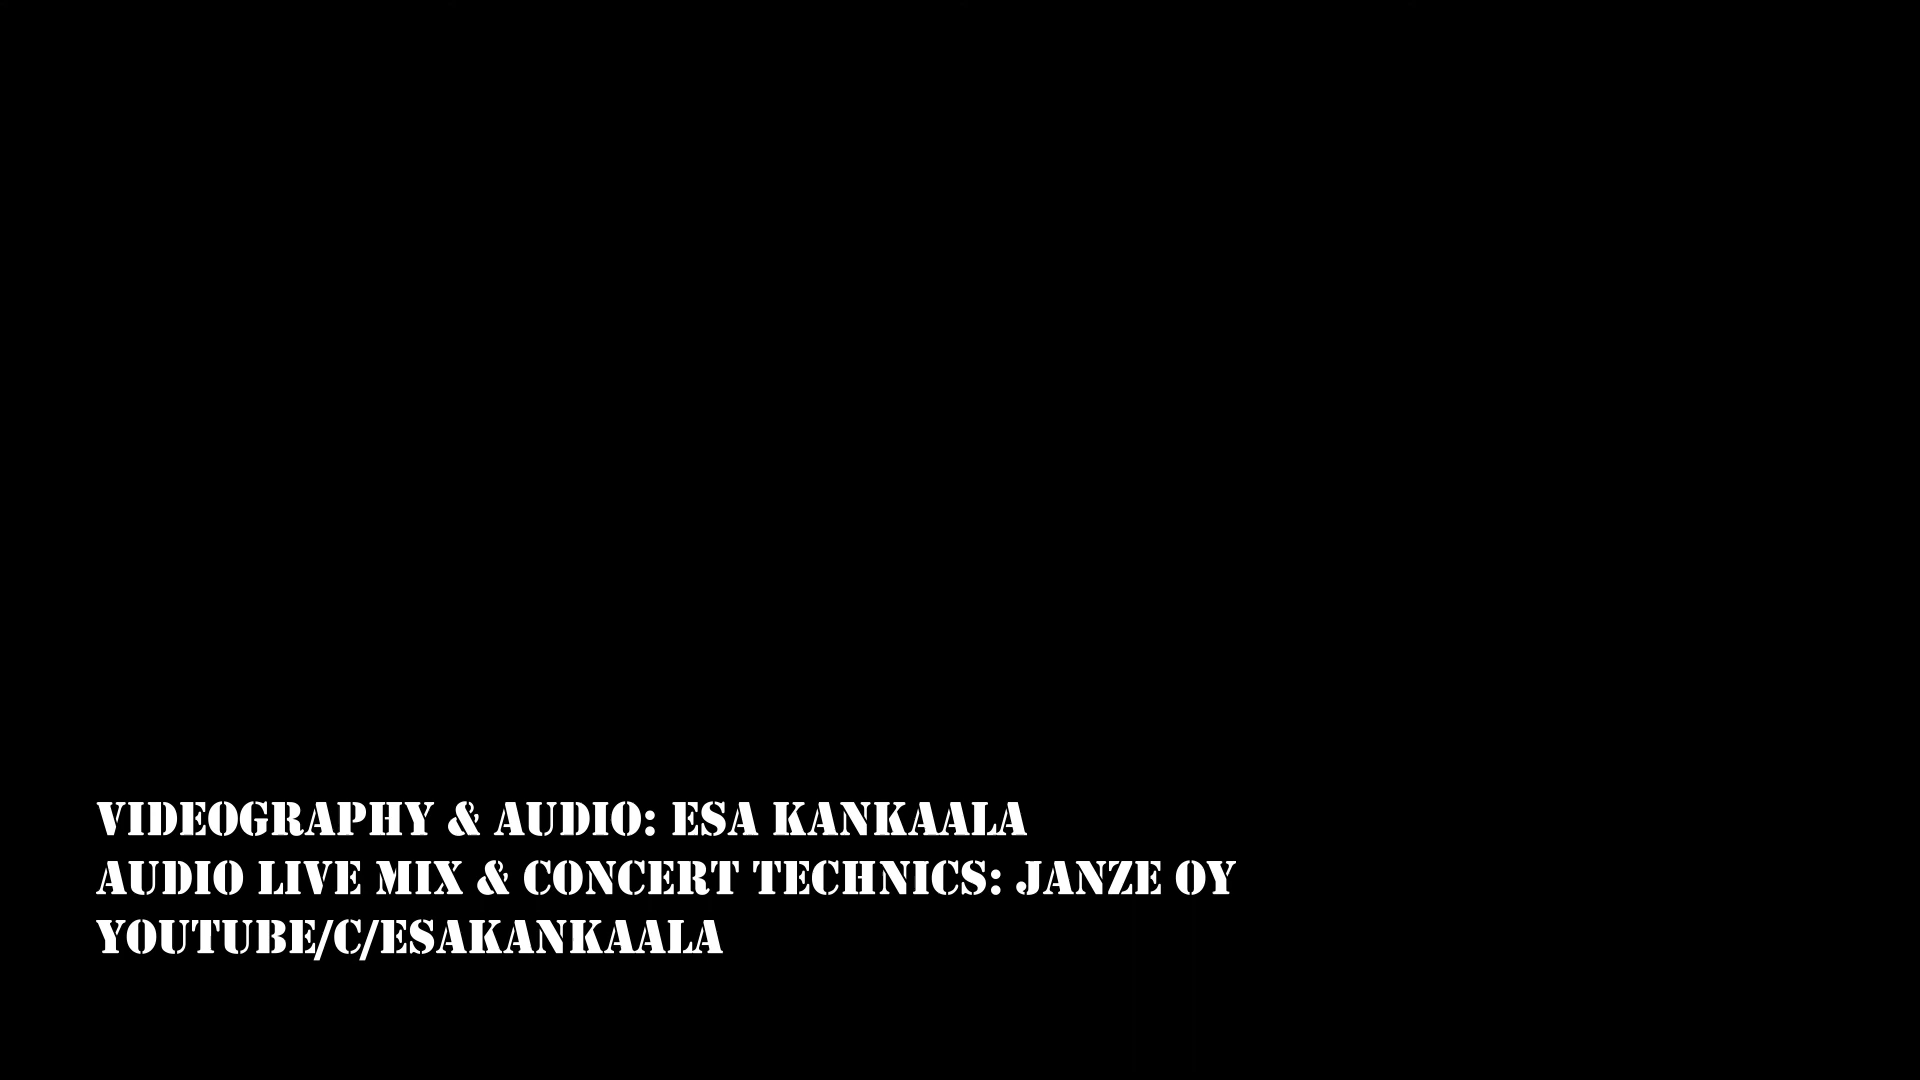 VIDEOGRAPHY & AUDIO: ESA KANKAALA
AUDIO LIVE MIX & CONCERT TECHNICS: JANZE OY
YOUTUBE/C/ESAKANKAALA